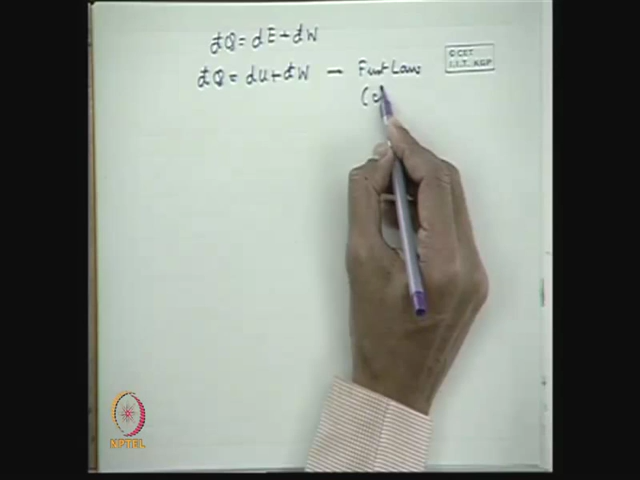 đQ = dE + đW
đQ = dU + đW — First Law
(c
© CET
I.I.T. KGP
NPTEL